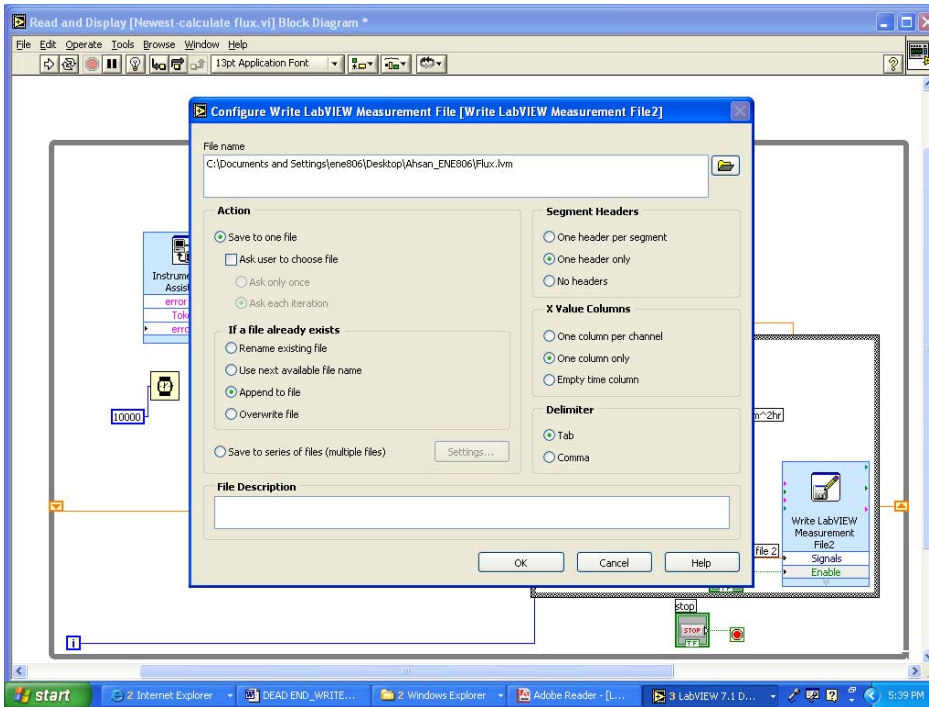 Read and Display [Newest-calculate flux.vi] Block Diagram *
File Edit Operate Tools Browse Window Help
13pt Application Font
Configure Write LabVIEW Measurement File [Write LabVIEW Measurement File2]
File name
C:\Documents and Settings\ene806\Desktop\Ahsan_ENE806\Flux.lvm
Action
Save to one file
Ask user to choose file
Ask only once
Ask each iteration
If a file already exists
Rename existing file
Use next available file name
Append to file
Overwrite file
Save to series of files (multiple files)
Settings...
Segment Headers
One header per segment
One header only
No headers
X Value Columns
One column per channel
One column only
Empty time column
Delimiter
Tab
Comma
File Description
OK Cancel Help
Instrume
Assis
error
Tok
erro
10000
m^2hr
Write LabVIEW
Measurement
File2
Signals
Enable
file 2
TF
stop
STOP
TF
i
start
2 Internet Explorer
DEAD END_WRITE...
2 Windows Explorer
Adobe Reader - [L...
3 LabVIEW 7.1 D...
5:39 PM